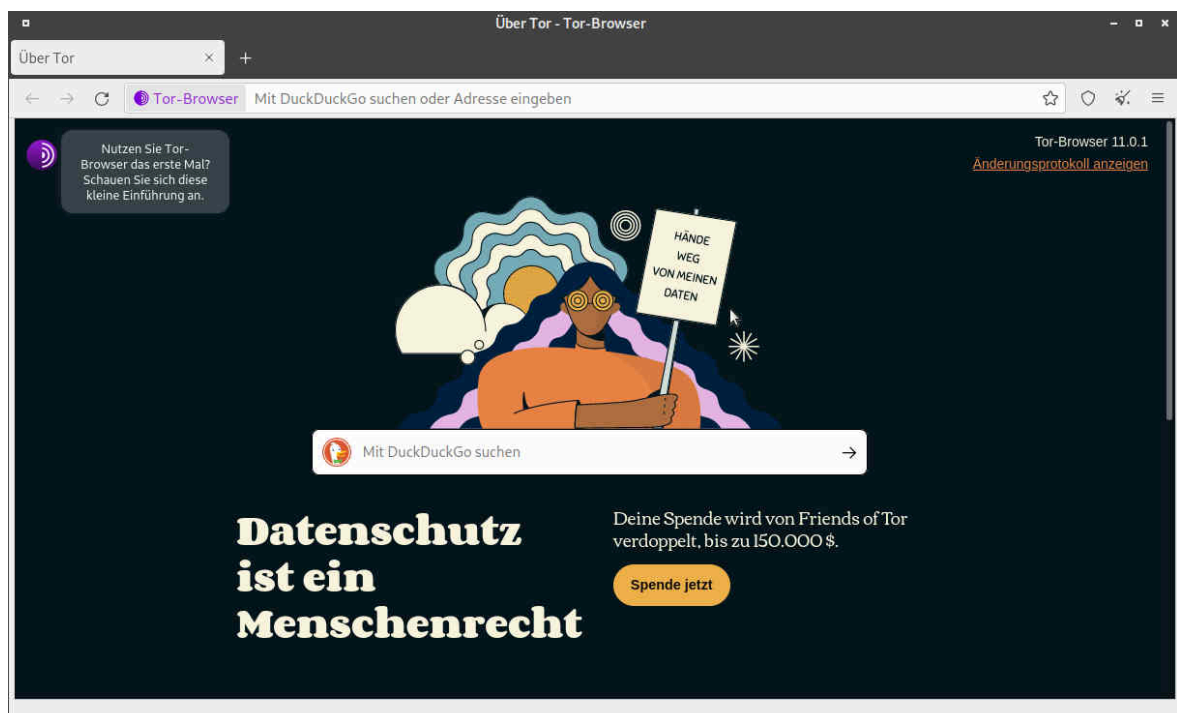 Über Tor - Tor-Browser
Über Tor
Tor-Browser
Mit DuckDuckGo suchen oder Adresse eingeben
Nutzen Sie Tor-
Browser das erste Mal?
Schauen Sie sich diese
kleine Einführung an.
Tor-Browser 11.0.1
Änderungsprotokoll anzeigen
HÄNDE
WEG
VON MEINEN
DATEN
Mit DuckDuckGo suchen
Datenschutz
ist ein
Menschenrecht
Deine Spende wird von Friends of Tor
verdoppelt, bis zu 150.000 $.
Spende jetzt